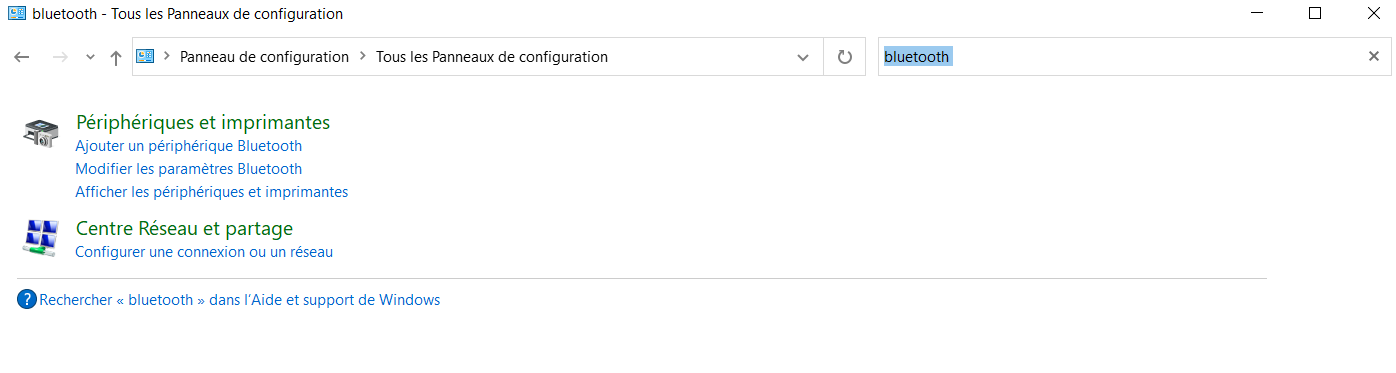 bluetooth - Tous les Panneaux de configuration
Panneau de configuration > Tous les Panneaux de configuration
bluetooth
Périphériques et imprimantes
Ajouter un périphérique Bluetooth
Modifier les paramètres Bluetooth
Afficher les périphériques et imprimantes
Centre Réseau et partage
Configurer une connexion ou un réseau
? Rechercher « bluetooth » dans l’Aide et support de Windows